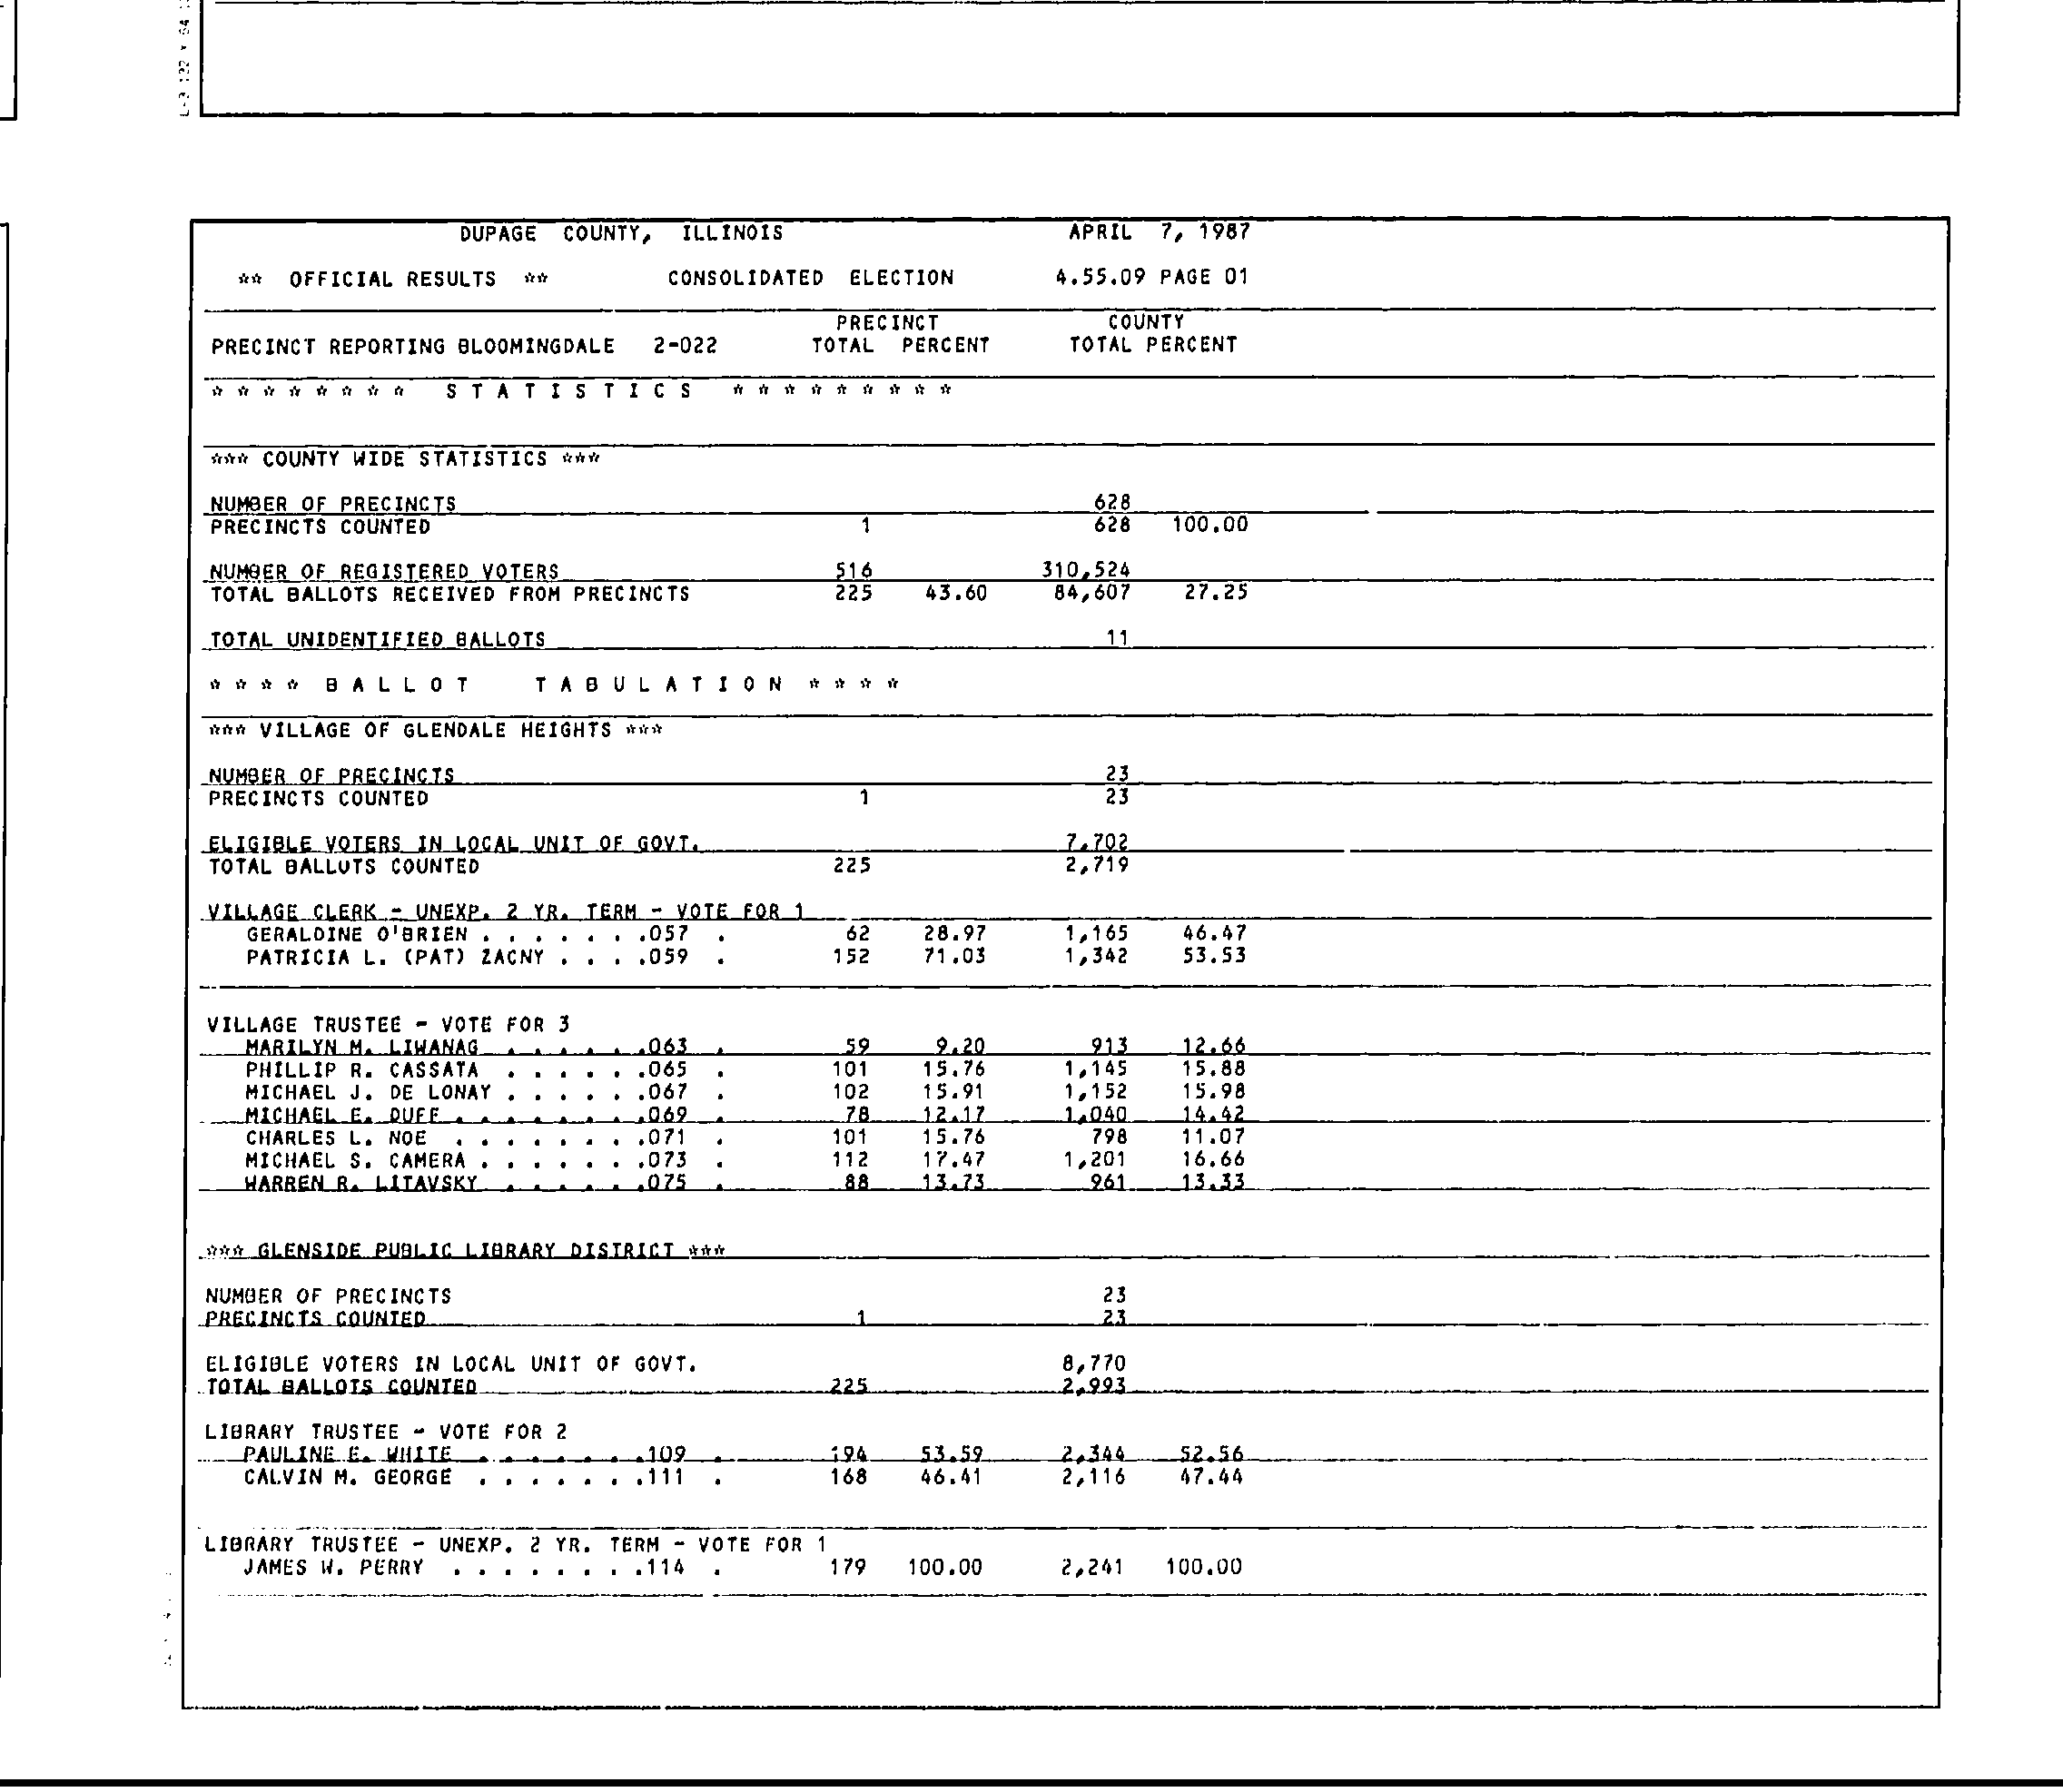 DUPAGE COUNTY, ILLINOIS APRIL 7, 1987
** OFFICIAL RESULTS ** CONSOLIDATED ELECTION 4.55.09 PAGE 01
PRECINCT COUNTY
PRECINCT REPORTING BLOOMINGDALE 2-022 TOTAL PERCENT TOTAL PERCENT
* * * * * * * * S T A T I S T I C S * * * * * * * * *
*** COUNTY WIDE STATISTICS ***
NUMBER OF PRECINCTS 628
PRECINCTS COUNTED 1 628 100.00
NUMBER OF REGISTERED VOTERS 516 310,524
TOTAL BALLOTS RECEIVED FROM PRECINCTS 225 43.60 84,607 27.25
TOTAL UNIDENTIFIED BALLOTS 11
* * * * B A L L O T T A B U L A T I O N * * * *
*** VILLAGE OF GLENDALE HEIGHTS ***
NUMBER OF PRECINCTS 23
PRECINCTS COUNTED 1 23
ELIGIBLE VOTERS IN LOCAL UNIT OF GOVT. 7,702
TOTAL BALLOTS COUNTED 225 2,719
VILLAGE CLERK - UNEXP. 2 YR. TERM - VOTE FOR 1
GERALDINE O'BRIEN . . . . . . .057 . 62 28.97 1,165 46.47
PATRICIA L. (PAT) ZACNY . . . .059 . 152 71.03 1,342 53.53
VILLAGE TRUSTEE - VOTE FOR 3
MARILYN M. LIWANAG . . . . . .063 . 59 9.20 913 12.66
PHILLIP R. CASSATA . . . . . .065 . 101 15.76 1,145 15.88
MICHAEL J. DE LONAY . . . . . .067 . 102 15.91 1,152 15.98
MICHAEL E. DUFF . . . . . . . .069 . 78 12.17 1,040 14.42
CHARLES L. NOE . . . . . . . .071 . 101 15.76 798 11.07
MICHAEL S. CAMERA . . . . . . .073 . 112 17.47 1,201 16.66
WARREN R. LITAVSKY . . . . . .075 . 88 13.73 961 13.33
*** GLENSIDE PUBLIC LIBRARY DISTRICT ***
NUMBER OF PRECINCTS 23
PRECINCTS COUNTED 1 23
ELIGIBLE VOTERS IN LOCAL UNIT OF GOVT. 8,770
TOTAL BALLOTS COUNTED 225 2,993
LIBRARY TRUSTEE - VOTE FOR 2
PAULINE E. WHITE . . . . . . .109 . 194 53.59 2,344 52.56
CALVIN M. GEORGE . . . . . . .111 . 168 46.41 2,116 47.44
LIBRARY TRUSTEE - UNEXP. 2 YR. TERM - VOTE FOR 1
JAMES W. PERRY . . . . . . . .114 . 179 100.00 2,241 100.00